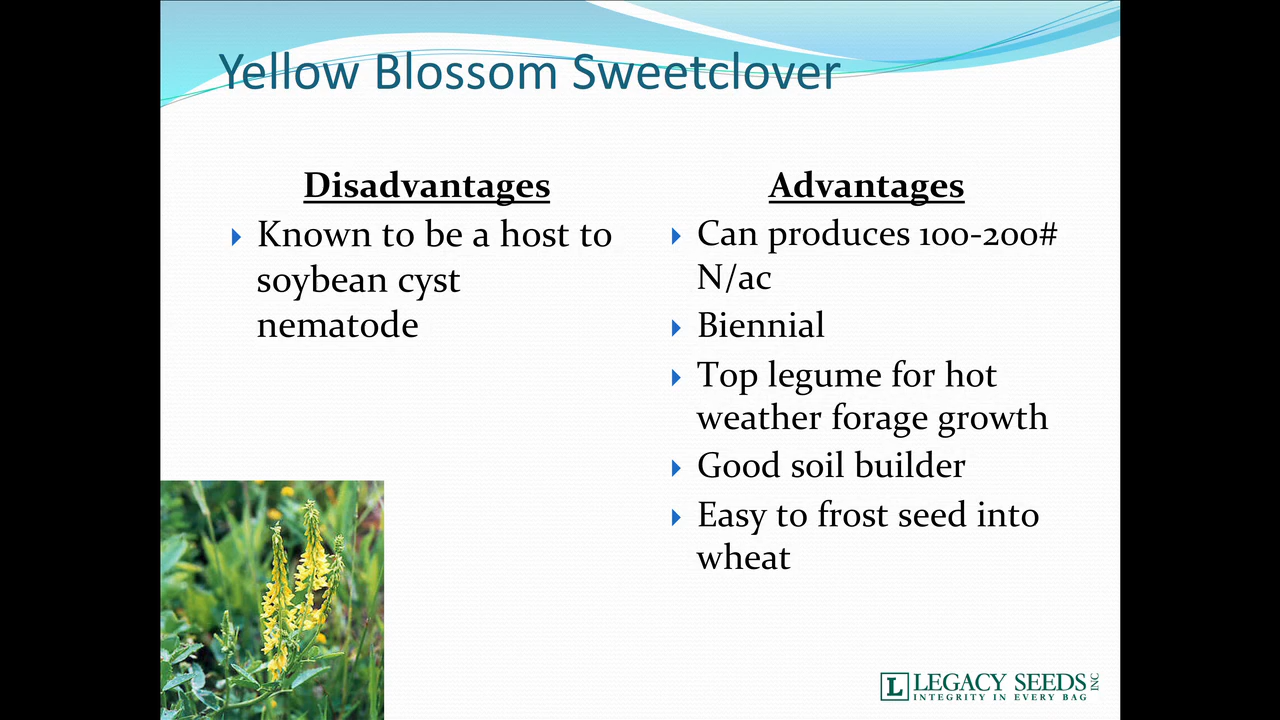 Yellow Blossom Sweetclover
Disadvantages
Known to be a host to
soybean cyst
nematode
Advantages
Can produces 100-200#
N/ac
Biennial
Top legume for hot
weather forage growth
Good soil builder
Easy to frost seed into
wheat
L LEGACY SEEDS INC
INTEGRITY IN EVERY BAG